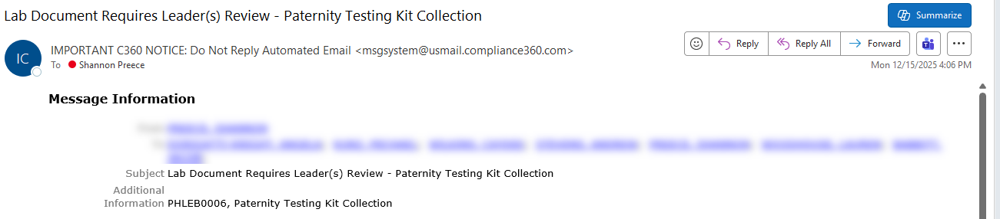 Lab Document Requires Leader(s) Review - Paternity Testing Kit Collection
Summarize
IC
IMPORTANT C360 NOTICE: Do Not Reply Automated Email <msgsystem@usmail.compliance360.com>
Reply
Reply All
Forward
To Shannon Preece
Mon 12/15/2025 4:06 PM
Message Information
Subject Lab Document Requires Leader(s) Review - Paternity Testing Kit Collection
Additional
Information PHLEB0006, Paternity Testing Kit Collection